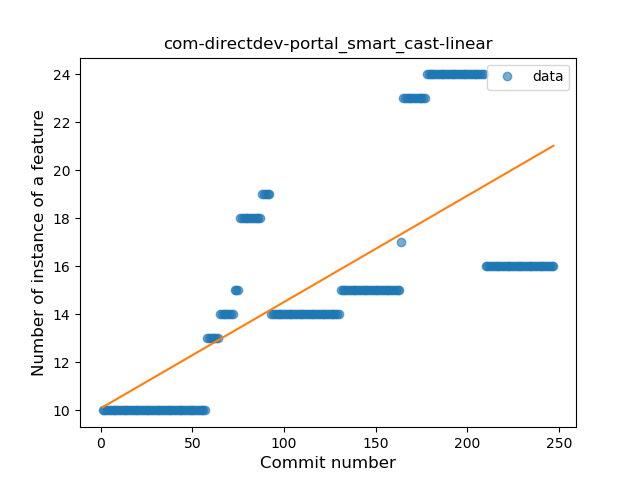 com-directdev-portal_smart_cast-linear
data
Number of instance of a feature
24
22
20
18
16
14
12
10
0 50 100 150 200 250
Commit number